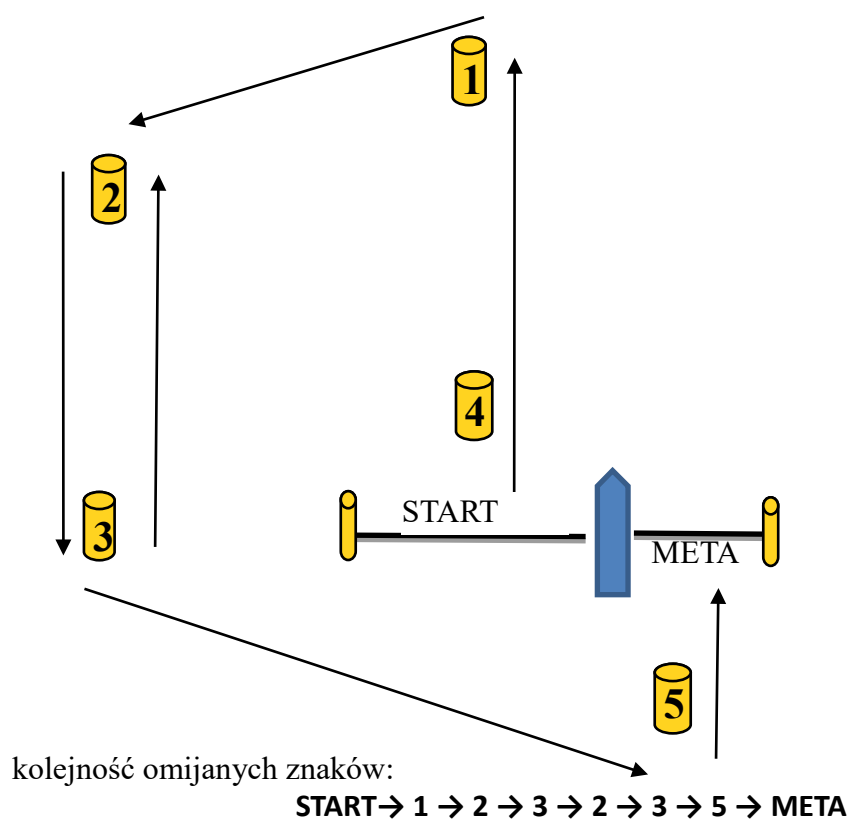 1
2
4
START
3
META
5
kolejność omijanych znaków:
START→ 1 → 2 → 3 → 2 → 3 → 5 → META